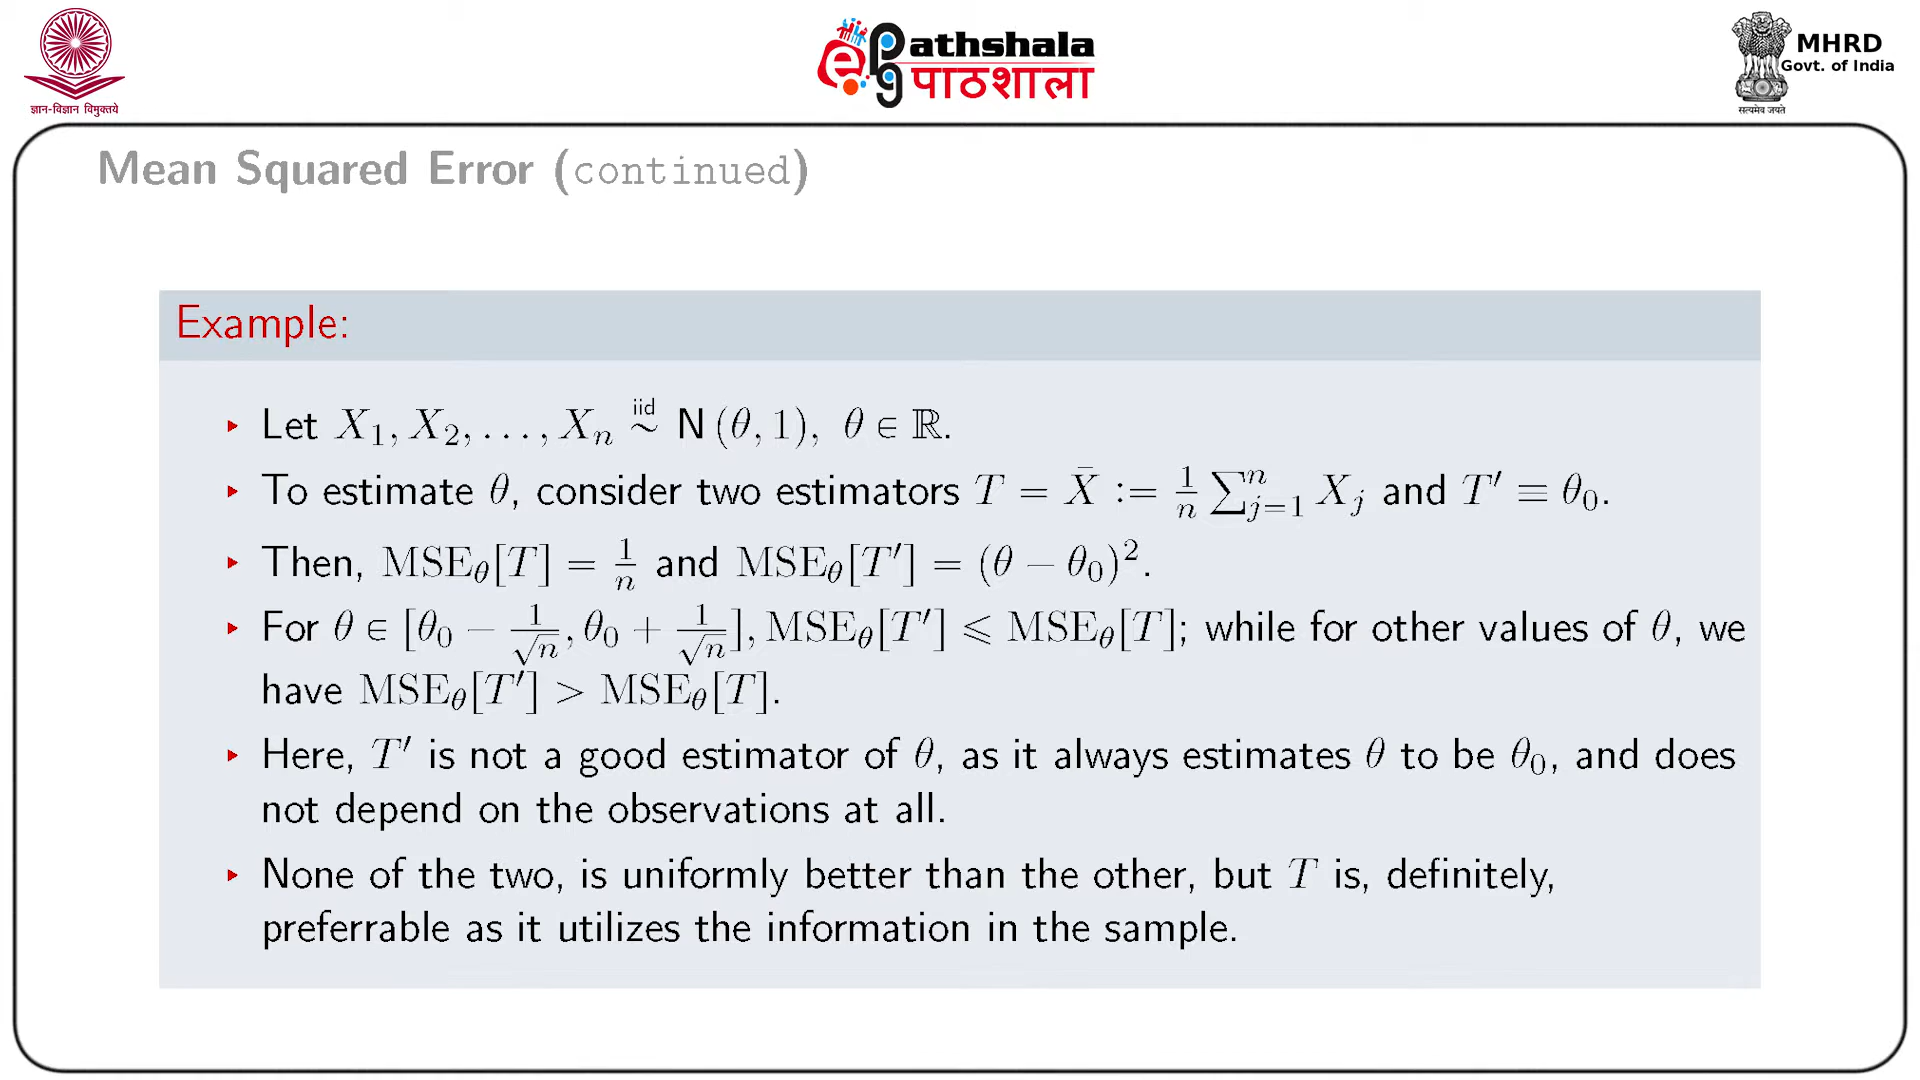 ज्ञान-विज्ञान विमुक्तये
e pg Pathshala
पाठशाला
MHRD
Govt. of India
सत्यमेव जयते
Mean Squared Error (continued)
Example:
▸ Let X₁, X₂, . . . , Xₙ iid ∼ N (θ, 1), θ ∈ ℝ.
▸ To estimate θ, consider two estimators T = X̄ := 1/n ∑ⁿⱼ₌₁ Xⱼ and T′ ≡ θ₀.
▸ Then, MSE_θ[T] = 1/n and MSE_θ[T′] = (θ − θ₀)².
▸ For θ ∈ [θ₀ − 1/√n, θ₀ + 1/√n], MSE_θ[T′] ⩽ MSE_θ[T]; while for other values of θ, we
have MSE_θ[T′] > MSE_θ[T].
▸ Here, T′ is not a good estimator of θ, as it always estimates θ to be θ₀, and does
not depend on the observations at all.
▸ None of the two, is uniformly better than the other, but T is, definitely,
preferrable as it utilizes the information in the sample.